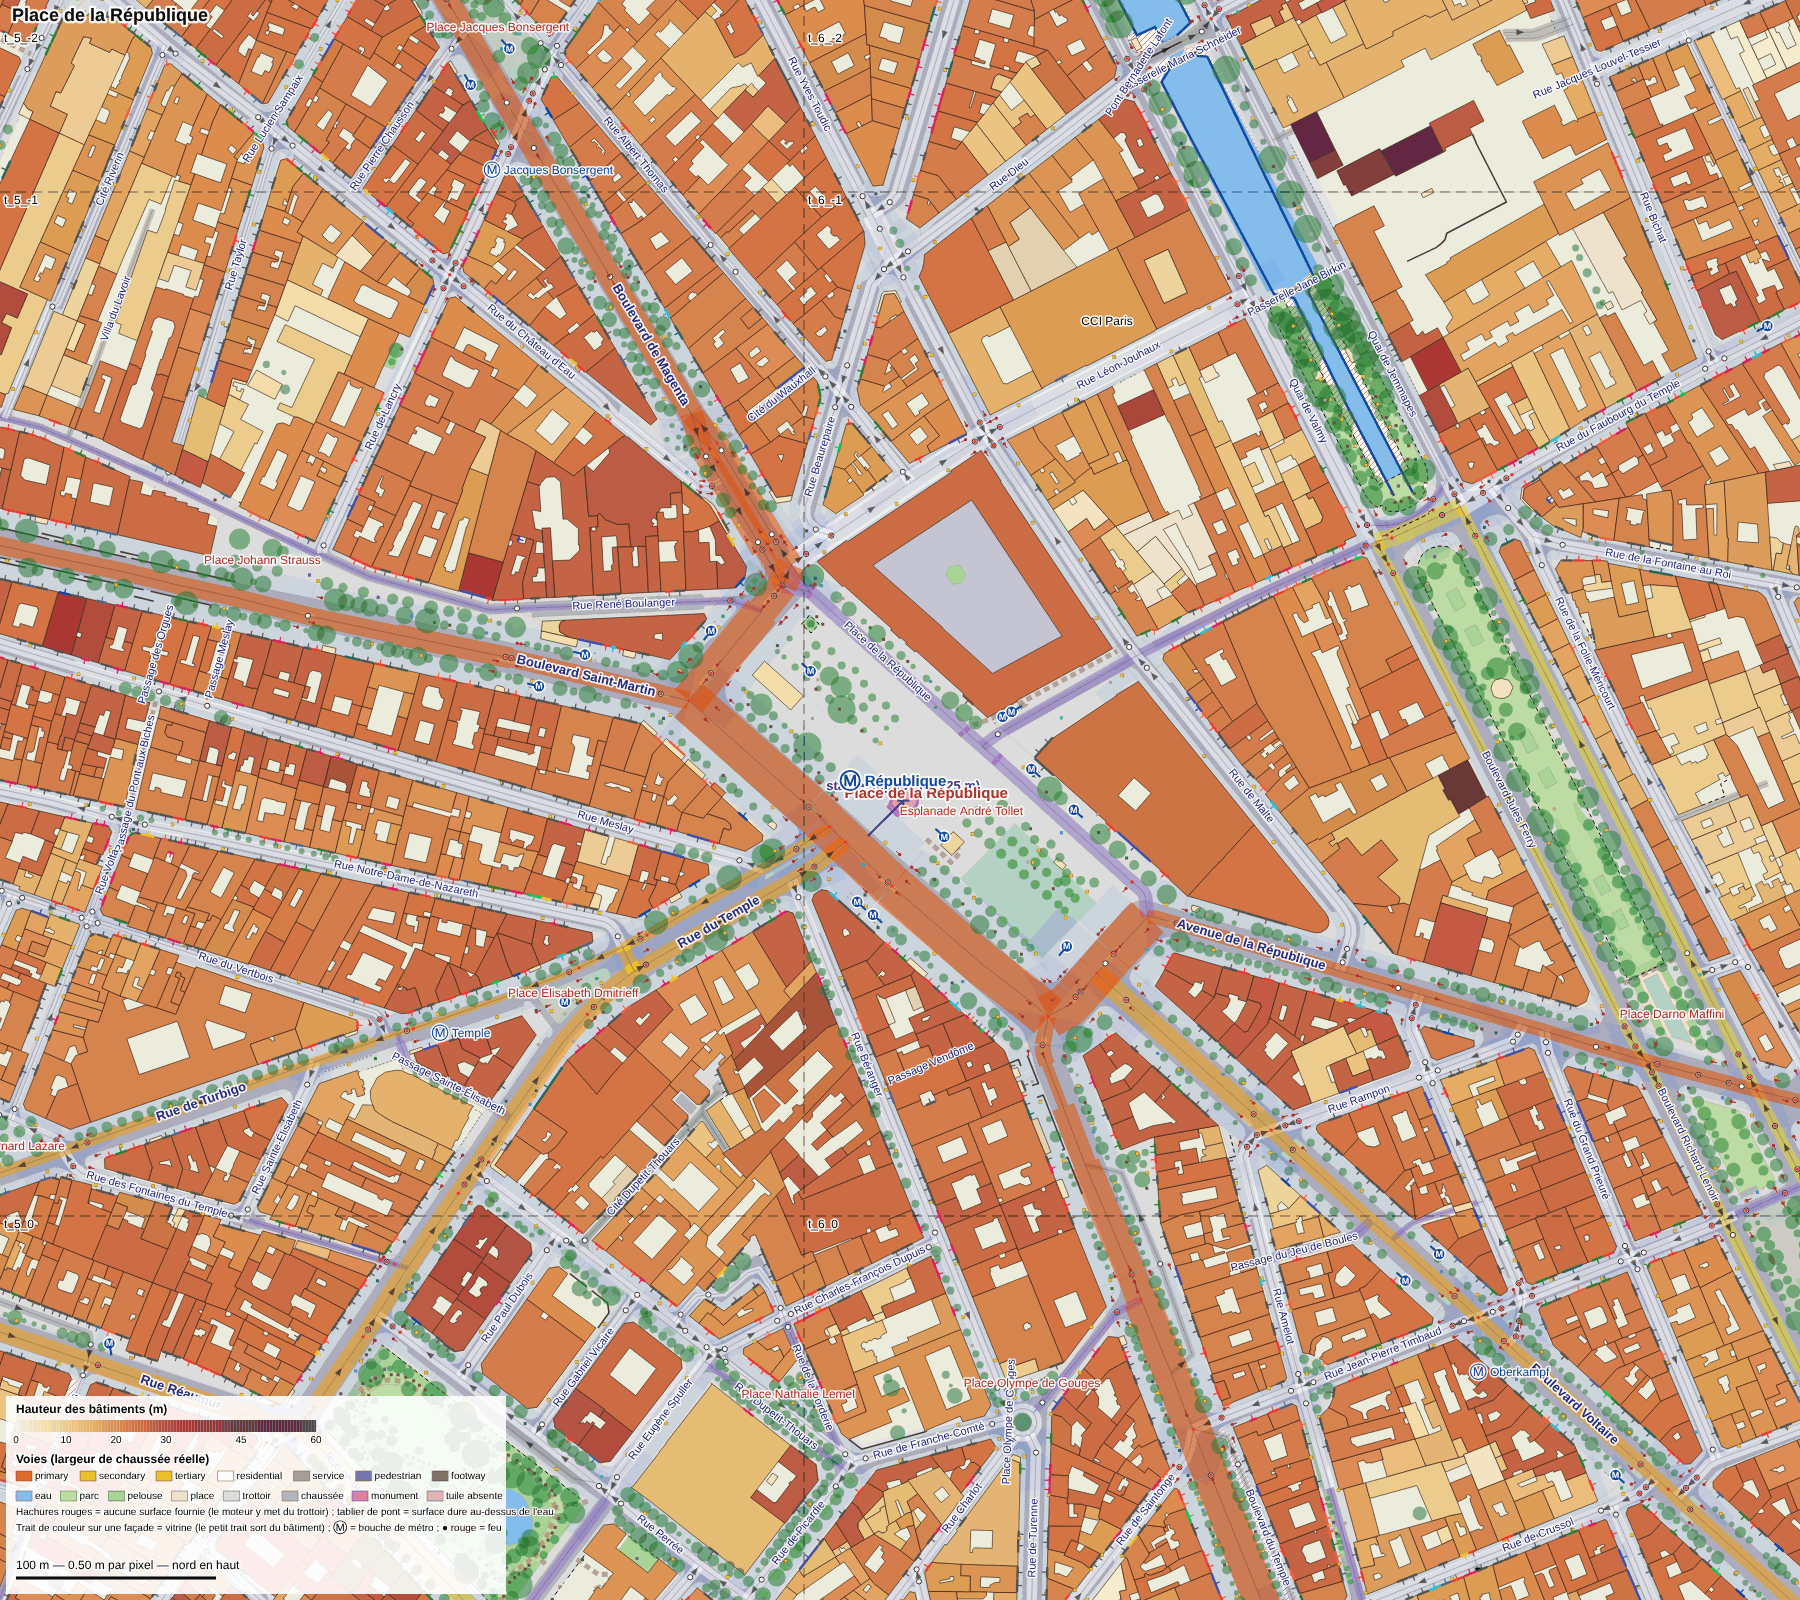 Place de la République
Place Jacques Bonsergent
t_5_-2
t_6_-2
Rue Yves Toudic
Passerelle Maria Schneider
Rue Jacques Louvel-Tessier
Rue Lucien Sampaix
Rue Pierre Chausson
Rue Albert Thomas
Cité Riverin
Jacques Bonsergent
Rue Dieu
t_5_-1
t_6_-1
Rue Bichat
Rue Taylor
Villa du Lavoir
Boulevard de Magenta
Passerelle Jane Birkin
CCI Paris
Rue du Château d'Eau
Rue Léon-Jouhaux
Quai de Jemmapes
Quai de Valmy
Cité du Wauxhall
Rue de Lancry
Rue Beaurepaire
Rue du Faubourg du Temple
Place Johann Strauss
Rue de la Fontaine au Roi
Rue René Boulanger
Place de la République
Rue de la Folie-Méricourt
Passage des Orgues
Passage Meslay
Boulevard Saint-Martin
Passage du Pont aux Biches
République
Place de la République
Esplanade André Tollet
Rue de Malte
Boulevard Jules Ferry
Rue Meslay
Rue Volta
Rue Notre-Dame-de-Nazareth
Rue du Temple
Avenue de la République
Rue du Vertbois
Place Élisabeth Dmitrieff
Place Darno Maffini
Temple
Rue Béranger
Passage Vendôme
Passage Sainte-Élisabeth
Rue de Turbigo
Rue Rampon
Boulevard Richard-Lenoir
Rue du Grand Prieuré
nard Lazare
Rue Sainte-Élisabeth
Rue des Fontaines du Temple
Cité Dupetit-Thouars
t_5_0
t_6_0
Passage du Jeu de Boules
Rue Charles-François Dupuis
Rue Paul Dubois
Rue Gabriel Vicaire
Rue Amelot
Rue Jean-Pierre Timbaud
Oberkampf
Boulevard Voltaire
Place Nathalie Lemel
Place Olympe de Gouges
Place Olympe de Gouges
Rue Eugène Spuller
Rue de Franche-Comté
Rue Charlot
Rue de Turenne
Rue de Saintonge
Boulevard du Temple
Rue de Picardie
Rue Perrée
Rue de Crussol
Hauteur des bâtiments (m)
0 10 20 30 45 60
Voies (largeur de chaussée réelle)
primary secondary tertiary residential service pedestrian footway
eau parc pelouse place trottoir chaussée monument tuile absente
Hachures rouges = aucune surface fournie (le moteur y met du trottoir) ; tablier de pont = surface dure au-dessus de l'eau
Trait de couleur sur une façade = vitrine (le petit trait sort du bâtiment) ; M = bouche de métro ; ● rouge = feu
100 m — 0.50 m par pixel — nord en haut